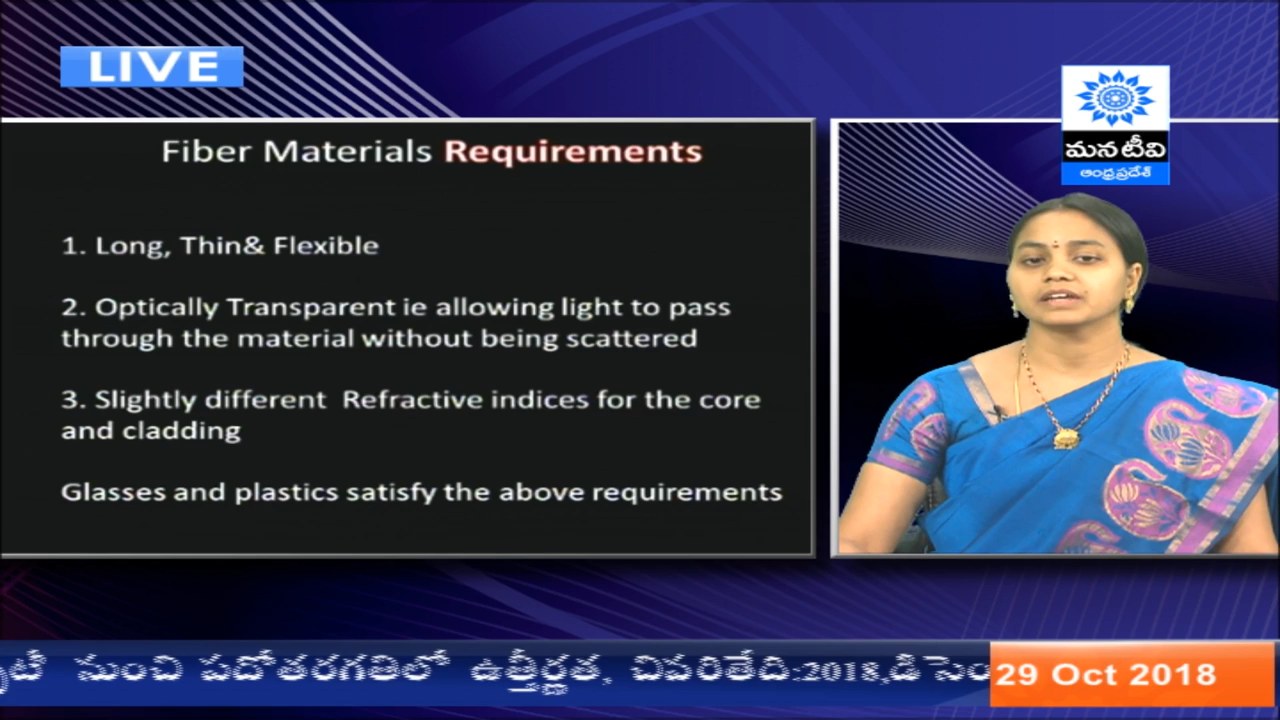 LIVE
మన టీవి
ఆంధ్రప్రదేశ్
Fiber Materials Requirements
1. Long, Thin& Flexible
2. Optically Transparent ie allowing light to pass
through the material without being scattered
3. Slightly different Refractive indices for the core
and cladding
Glasses and plastics satisfy the above requirements
నుంచి పదోతరగతిలో ఉత్తీర్ణత, చివరితేది:2018,డిసెం
29 Oct 2018